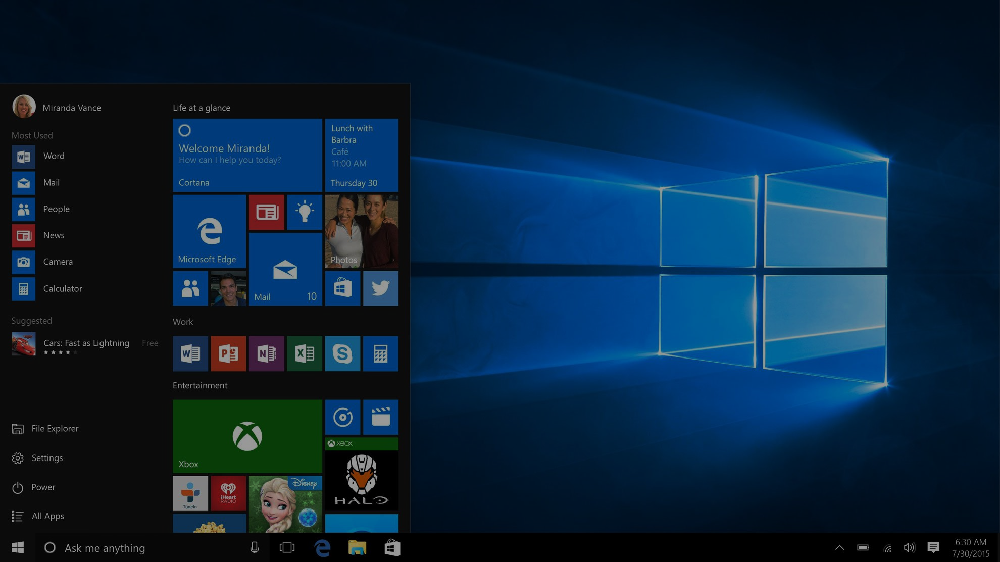 Miranda Vance
Most Used
Word
Mail
People
News
Camera
Calculator
Suggested
Cars: Fast as Lightning Free
File Explorer
Settings
Power
All Apps
Life at a glance
Welcome Miranda!
How can I help you today?
Cortana
Lunch with
Barbra
Café
11:00 AM
Thursday 30
Microsoft Edge
Mail 10
Photos
Work
W
P
N
X
S
Entertainment
Xbox
XBOX
TuneIn
iHeart
RADIO
Disney
HALO
Ask me anything
6:30 AM
7/30/2015